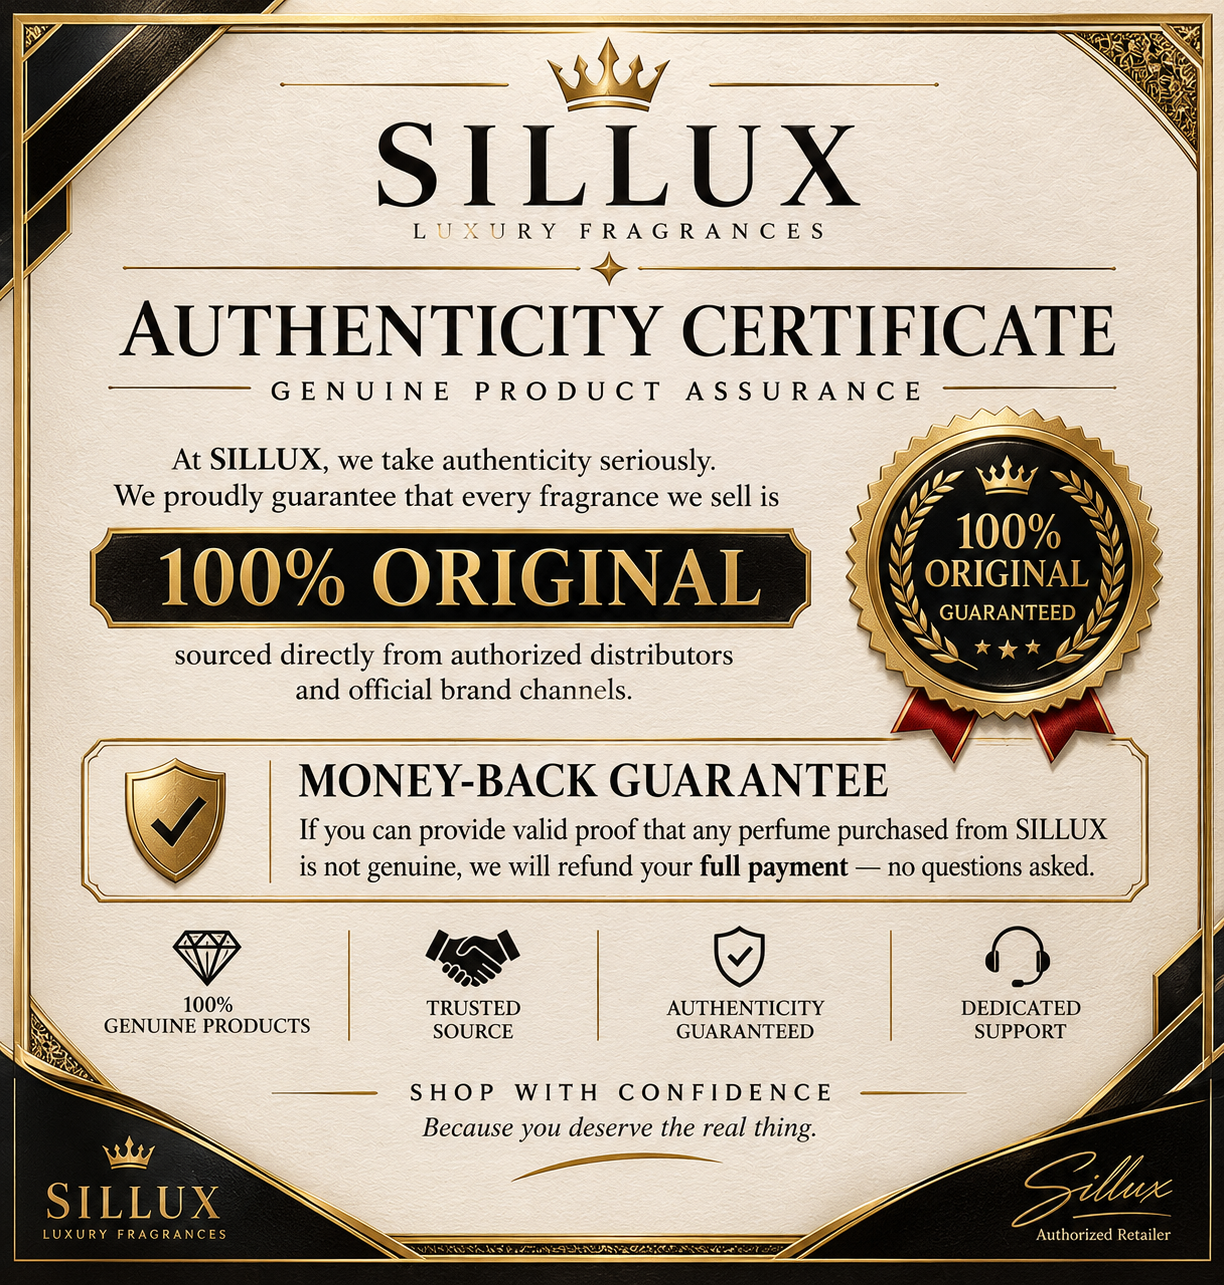 SILLUX
LUXURY FRAGRANCES
AUTHENTICITY CERTIFICATE
GENUINE PRODUCT ASSURANCE
At SILLUX, we take authenticity seriously.
We proudly guarantee that every fragrance we sell is
100% ORIGINAL
sourced directly from authorized distributors
and official brand channels.
100%
ORIGINAL
GUARANTEED
MONEY-BACK GUARANTEE
If you can provide valid proof that any perfume purchased from SILLUX
is not genuine, we will refund your full payment — no questions asked.
100%
GENUINE PRODUCTS
TRUSTED
SOURCE
AUTHENTICITY
GUARANTEED
DEDICATED
SUPPORT
SHOP WITH CONFIDENCE
Because you deserve the real thing.
SILLUX
LUXURY FRAGRANCES
Sillux
Authorized Retailer